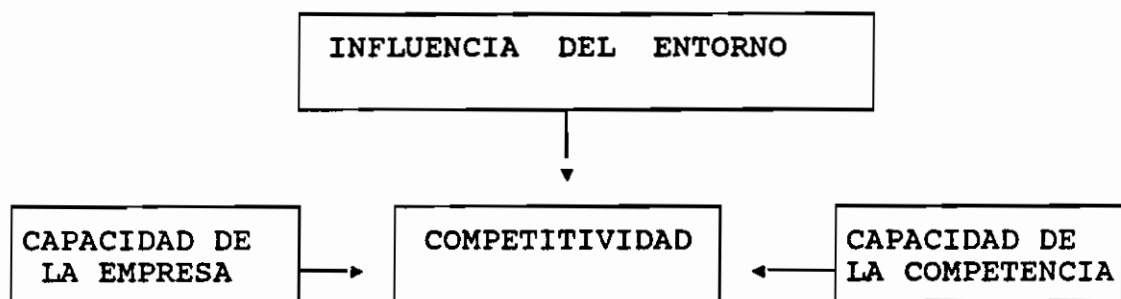 INFLUENCIA DEL ENTORNO
CAPACIDAD DE
LA EMPRESA
COMPETITIVIDAD
CAPACIDAD DE
LA COMPETENCIA